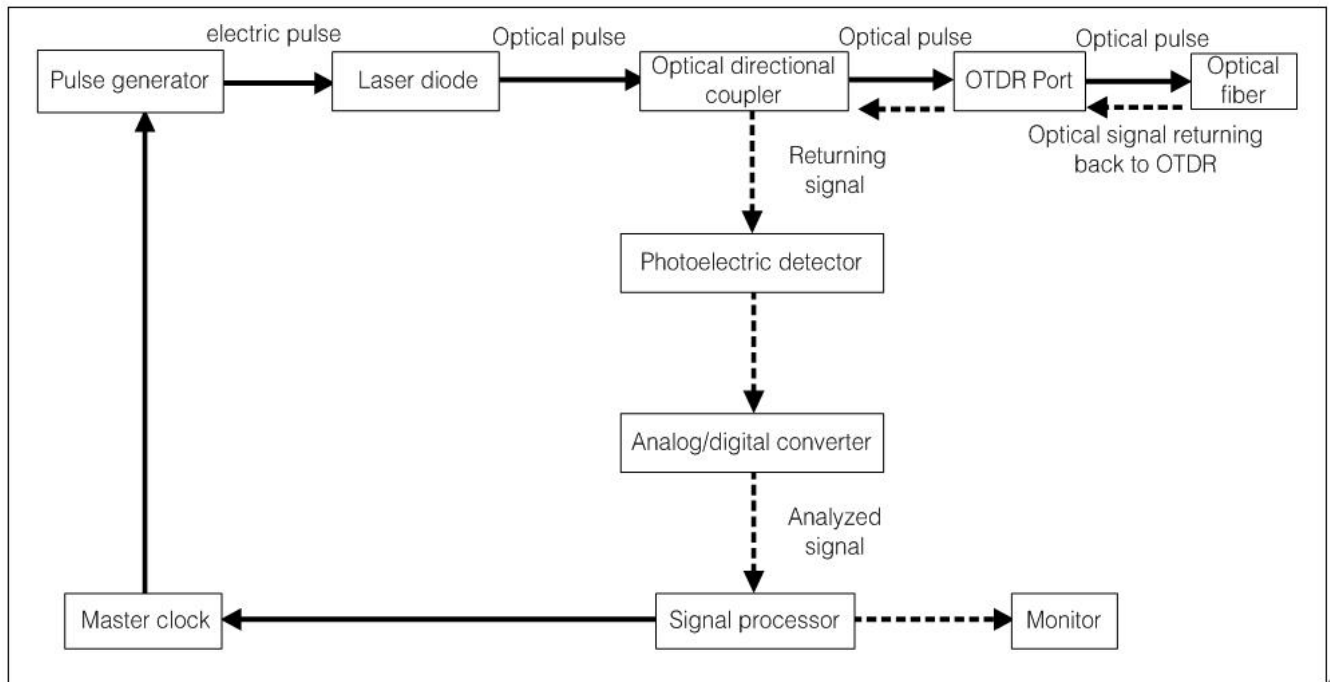 electric pulse
Optical pulse
Optical pulse
Optical pulse
Pulse generator
Laser diode
Optical directional
coupler
OTDR Port
Optical
fiber
Returning
signal
Optical signal returning
back to OTDR
Photoelectric detector
Analog/digital converter
Analyzed
signal
Master clock
Signal processor
Monitor